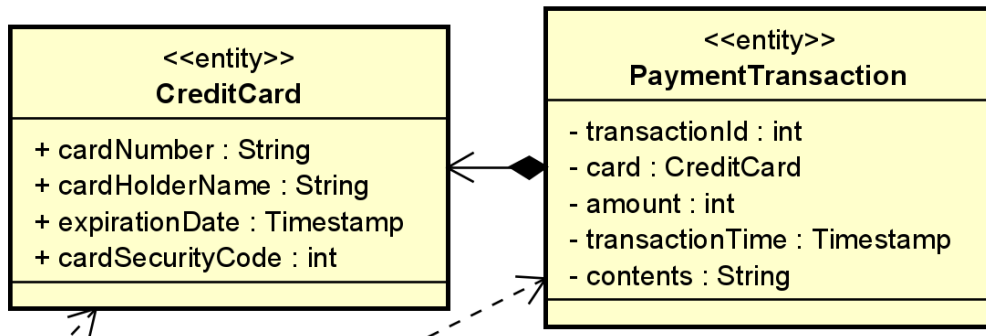 <<entity>>
CreditCard
+ cardNumber : String
+ cardHolderName : String
+ expirationDate : Timestamp
+ cardSecurityCode : int
<<entity>>
PaymentTransaction
- transactionId : int
- card : CreditCard
- amount : int
- transactionTime : Timestamp
- contents : String